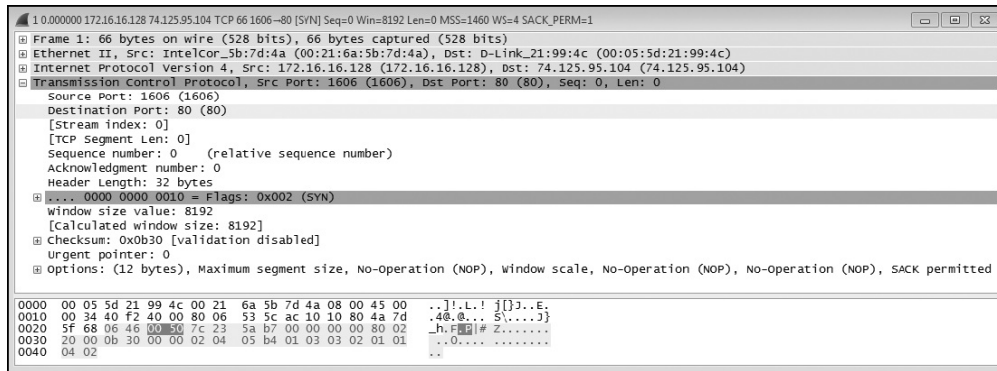 1 0.000000 172.16.16.128 74.125.95.104 TCP 66 1606→80 [SYN] Seq=0 Win=8192 Len=0 MSS=1460 WS=4 SACK_PERM=1
Frame 1: 66 bytes on wire (528 bits), 66 bytes captured (528 bits)
Ethernet II, Src: IntelCor_5b:7d:4a (00:21:6a:5b:7d:4a), Dst: D-Link_21:99:4c (00:05:5d:21:99:4c)
Internet Protocol Version 4, Src: 172.16.16.128 (172.16.16.128), Dst: 74.125.95.104 (74.125.95.104)
Transmission Control Protocol, Src Port: 1606 (1606), Dst Port: 80 (80), Seq: 0, Len: 0
Source Port: 1606 (1606)
Destination Port: 80 (80)
[Stream index: 0]
[TCP Segment Len: 0]
Sequence number: 0    (relative sequence number)
Acknowledgment number: 0
Header Length: 32 bytes
.... 0000 0000 0010 = Flags: 0x002 (SYN)
Window size value: 8192
[Calculated window size: 8192]
Checksum: 0x0b30 [validation disabled]
Urgent pointer: 0
Options: (12 bytes), Maximum segment size, No-Operation (NOP), Window scale, No-Operation (NOP), No-Operation (NOP), SACK permitted
0000  00 05 5d 21 99 4c 00 21  6a 5b 7d 4a 08 00 45 00  ..]!.L.! j[}J..E.
0010  00 34 40 f2 40 00 80 06  53 5c ac 10 10 80 4a 7d  .4@.@... S\....J}
0020  5f 68 06 46 00 50 7c 23  5a b7 00 00 00 00 80 02  _h.F.P|# Z.......
0030  20 00 0b 30 00 00 02 04  05 b4 01 03 03 02 01 01  ..0.... ........
0040  04 02  ..